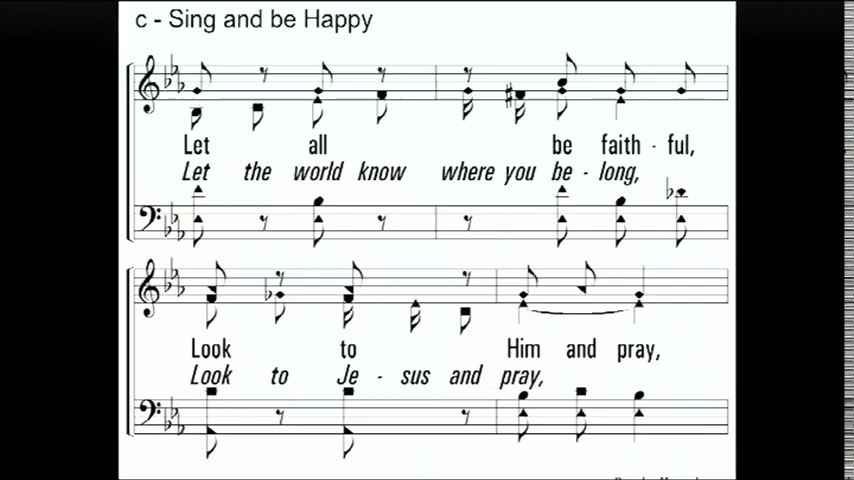 c - Sing and be Happy
Let all be faith - ful,
Let the world know where you be - long,
Look to Him and pray,
Look to Je - sus and pray,